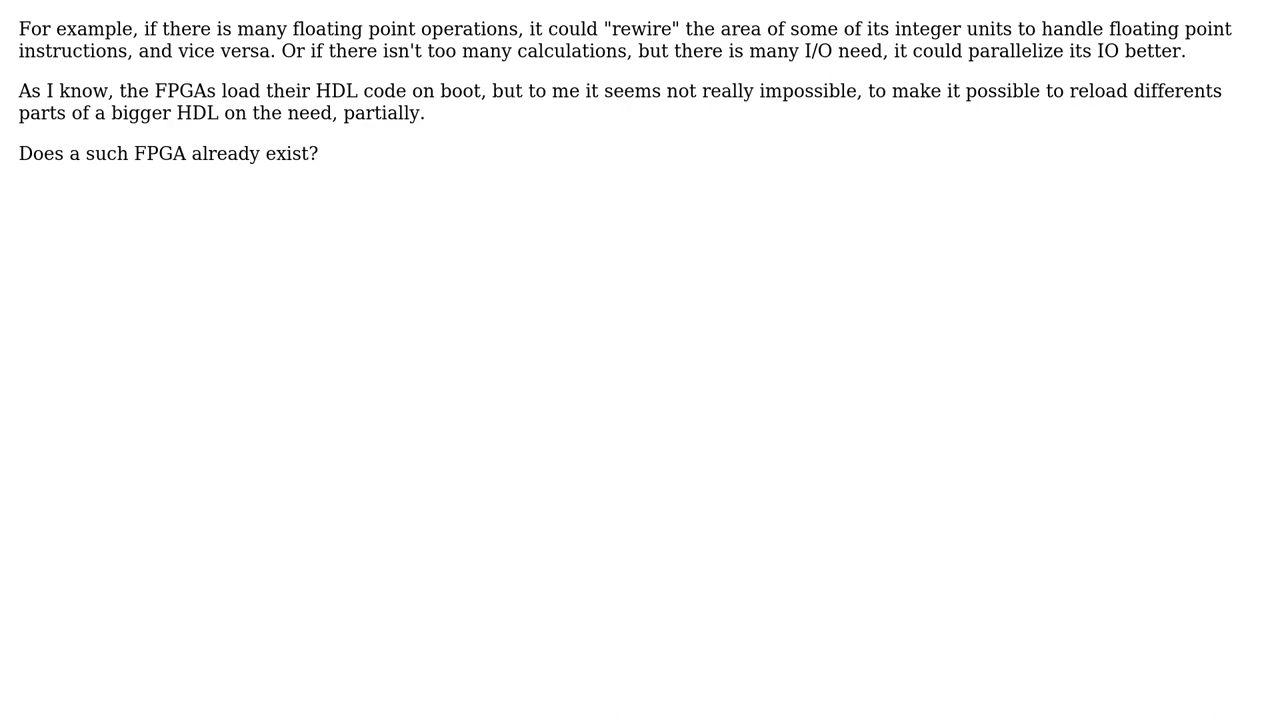 For example, if there is many floating point operations, it could "rewire" the area of some of its integer units to handle floating point
instructions, and vice versa. Or if there isn't too many calculations, but there is many I/O need, it could parallelize its IO better.
As I know, the FPGAs load their HDL code on boot, but to me it seems not really impossible, to make it possible to reload differents
parts of a bigger HDL on the need, partially.
Does a such FPGA already exist?